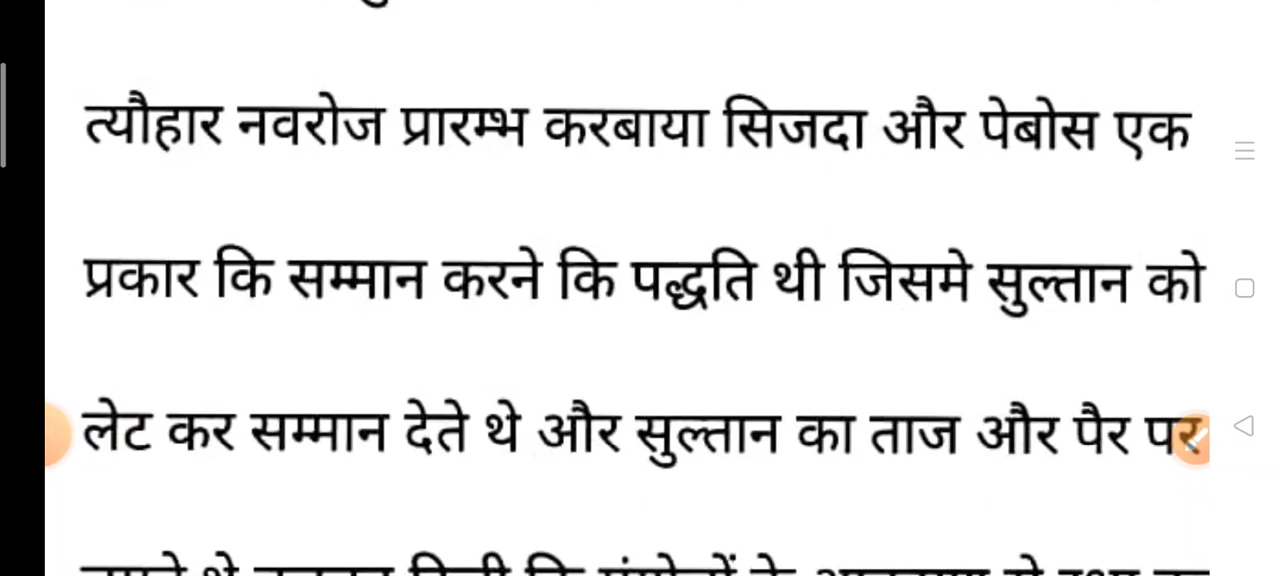 त्यौहार नवरोज प्रारम्भ करबाया सिजदा और पेबोस एक
प्रकार कि सम्मान करने कि पद्धति थी जिसमे सुल्तान को
लेट कर सम्मान देते थे और सुल्तान का ताज और पैर पर